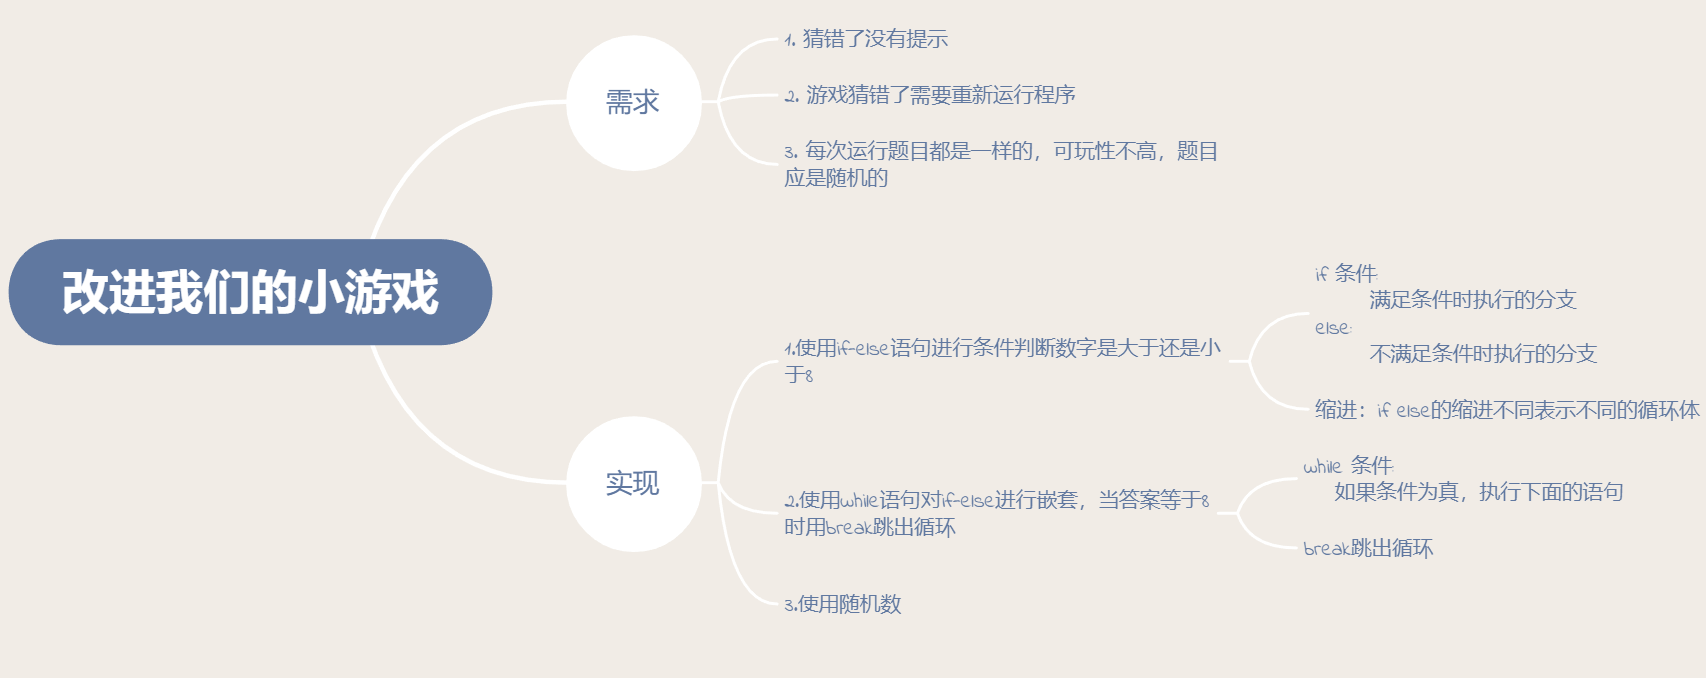 改进我们的小游戏
需求
1. 猜错了没有提示
2. 游戏猜错了需要重新运行程序
3. 每次运行题目都是一样的，可玩性不高，题目
应是随机的
实现
1.使用if-else语句进行条件判断数字是大于还是小
于8
if 条件:
满足条件时执行的分支
else:
不满足条件时执行的分支
缩进：if else的缩进不同表示不同的循环体
2.使用while语句对if-else进行嵌套，当答案等于8
时用break跳出循环
while 条件:
如果条件为真，执行下面的语句
break跳出循环
3.使用随机数